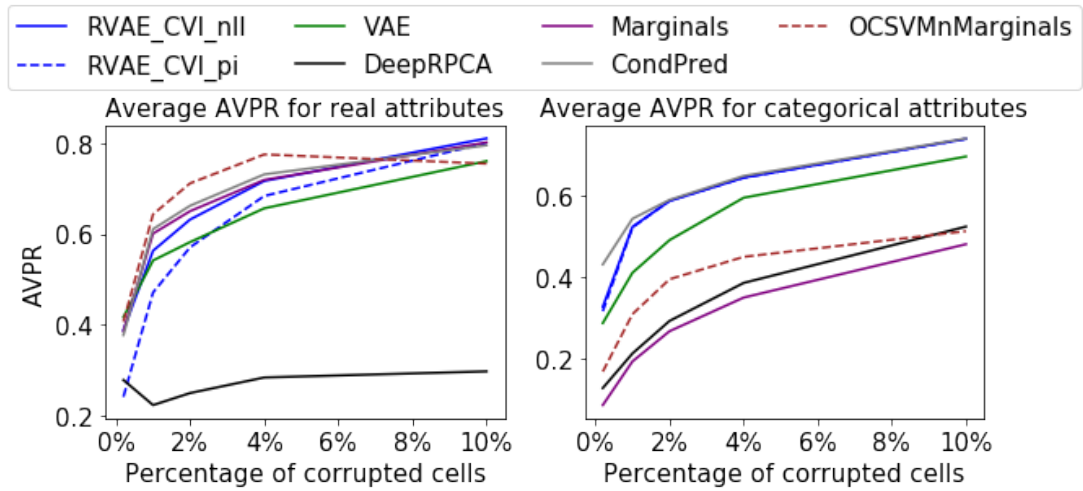 RVAE_CVI_nll VAE Marginals OCSVMnMarginals
RVAE_CVI_pi DeepRPCA CondPred
Average AVPR for real attributes
0.8
0.6
0.4
0.2
AVPR
0% 2% 4% 6% 8% 10%
Percentage of corrupted cells
Average AVPR for categorical attributes
0.6
0.4
0.2
0% 2% 4% 6% 8% 10%
Percentage of corrupted cells